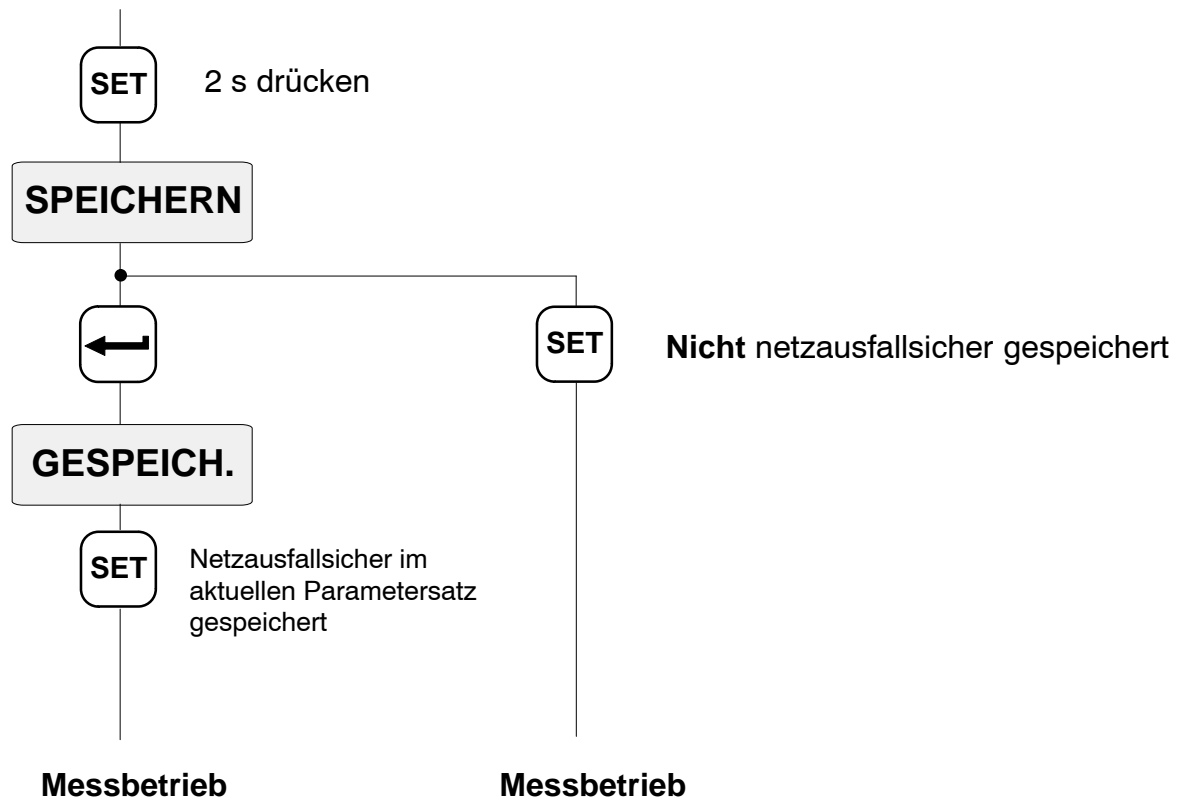 SET 2 s drücken
SPEICHERN
SET Nicht netzausfallsicher gespeichert
GESPEICH.
SET Netzausfallsicher im
aktuellen Parametersatz
gespeichert
Messbetrieb Messbetrieb